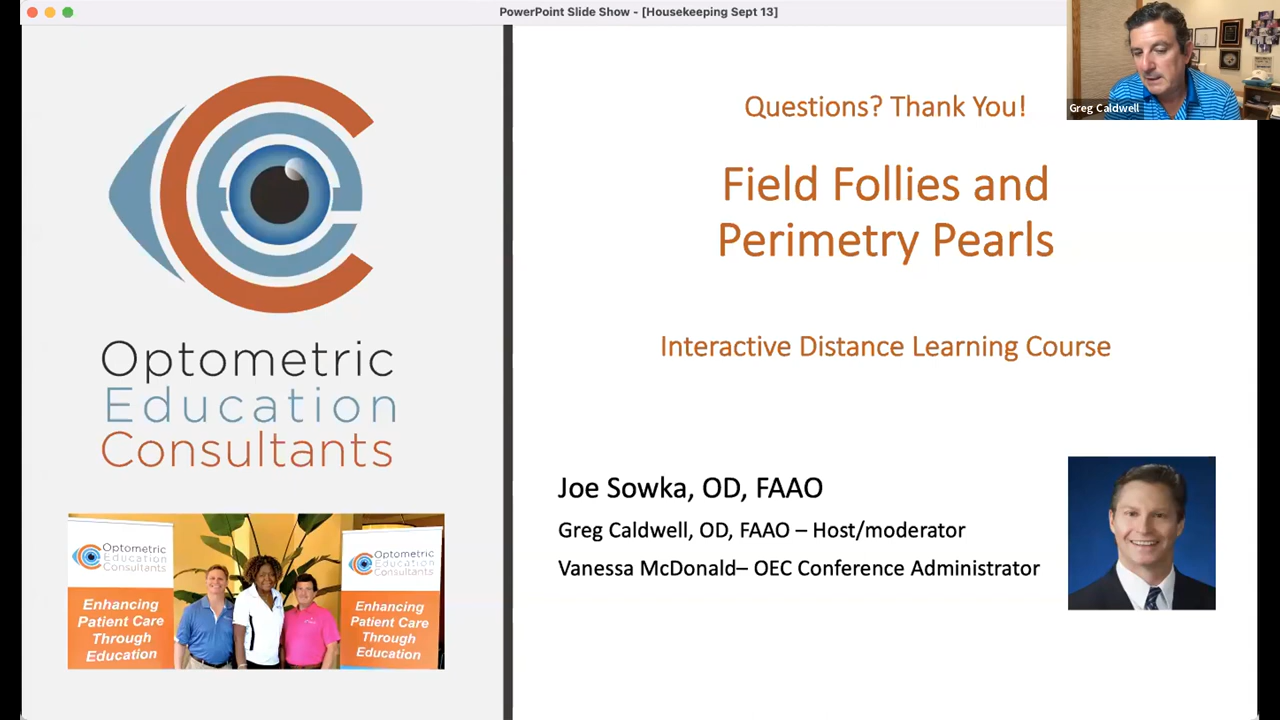 PowerPoint Slide Show - [Housekeeping Sept 13]
Greg Caldwell
Questions? Thank You!
Field Follies and
Perimetry Pearls
Interactive Distance Learning Course
Optometric
Education
Consultants
Joe Sowka, OD, FAAO
Greg Caldwell, OD, FAAO – Host/moderator
Vanessa McDonald– OEC Conference Administrator
Optometric
Education
Consultants
Enhancing
Patient Care
Through
Education
Optometric
Education
Consultants
Enhancing
Patient Care
Through
Education